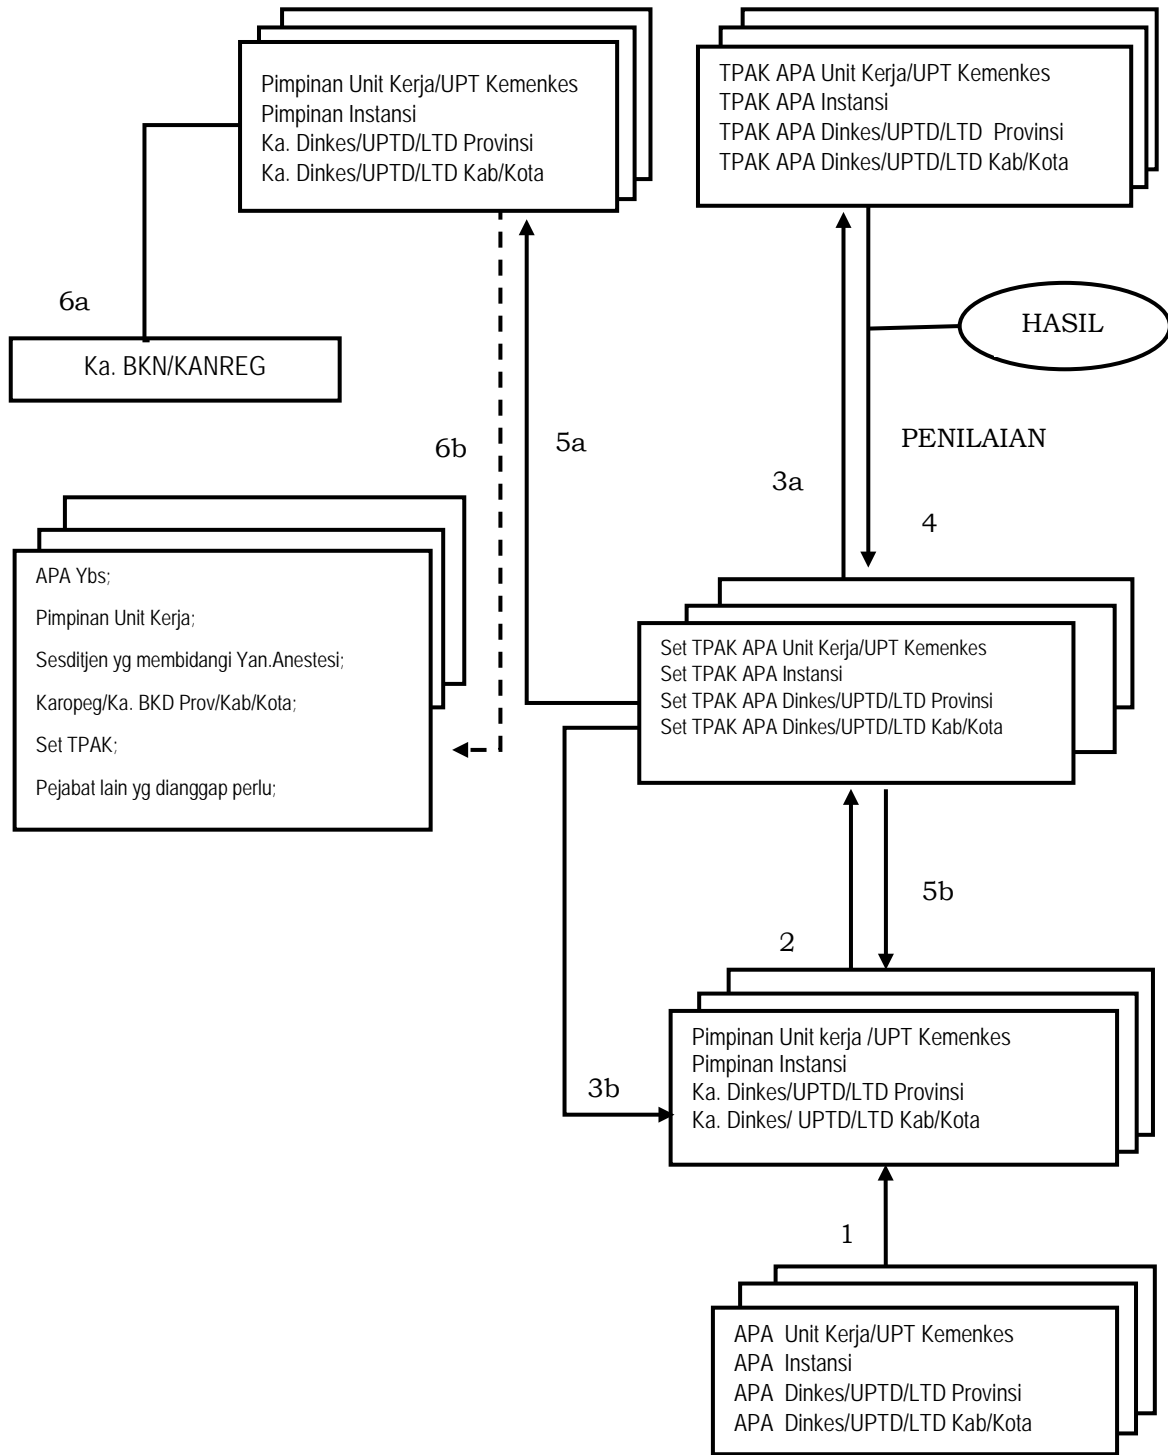 Pimpinan Unit Kerja/UPT Kemenkes
Pimpinan Instansi
Ka. Dinkes/UPTD/LTD Provinsi
Ka. Dinkes/UPTD/LTD Kab/Kota
TPAK APA Unit Kerja/UPT Kemenkes
TPAK APA Instansi
TPAK APA Dinkes/UPTD/LTD Provinsi
TPAK APA Dinkes/UPTD/LTD Kab/Kota
6a
HASIL
Ka. BKN/KANREG
6b
5a
PENILAIAN
3a
4
APA Ybs;
Pimpinan Unit Kerja;
Sesditjen yg membidangi Yan.Anestesi;
Karopeg/Ka. BKD Prov/Kab/Kota;
Set TPAK;
Pejabat lain yg dianggap perlu;
Set TPAK APA Unit Kerja/UPT Kemenkes
Set TPAK APA Instansi
Set TPAK APA Dinkes/UPTD/LTD Provinsi
Set TPAK APA Dinkes/UPTD/LTD Kab/Kota
5b
2
Pimpinan Unit kerja /UPT Kemenkes
Pimpinan Instansi
Ka. Dinkes/UPTD/LTD Provinsi
Ka. Dinkes/ UPTD/LTD Kab/Kota
3b
1
APA Unit Kerja/UPT Kemenkes
APA Instansi
APA Dinkes/UPTD/LTD Provinsi
APA Dinkes/UPTD/LTD Kab/Kota